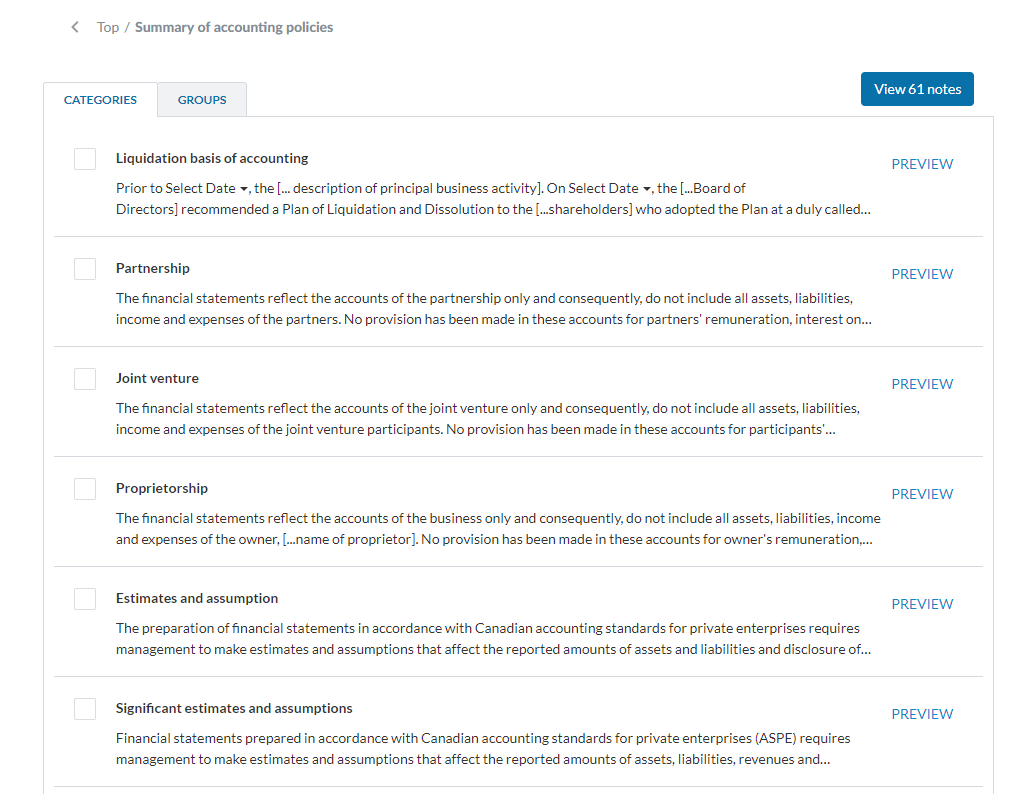 Top / Summary of accounting policies
CATEGORIES GROUPS View 61 notes
Liquidation basis of accounting
PREVIEW
Prior to Select Date , the [... description of principal business activity]. On Select Date , the [...Board of
Directors] recommended a Plan of Liquidation and Dissolution to the [...shareholders] who adopted the Plan at a duly called...
Partnership
PREVIEW
The financial statements reflect the accounts of the partnership only and consequently, do not include all assets, liabilities,
income and expenses of the partners. No provision has been made in these accounts for partners' remuneration, interest on...
Joint venture
PREVIEW
The financial statements reflect the accounts of the joint venture only and consequently, do not include all assets, liabilities,
income and expenses of the joint venture participants. No provision has been made in these accounts for participants'...
Proprietorship
PREVIEW
The financial statements reflect the accounts of the business only and consequently, do not include all assets, liabilities, income
and expenses of the owner, [...name of proprietor]. No provision has been made in these accounts for owner's remuneration,...
Estimates and assumption
PREVIEW
The preparation of financial statements in accordance with Canadian accounting standards for private enterprises requires
management to make estimates and assumptions that affect the reported amounts of assets and liabilities and disclosure of...
Significant estimates and assumptions
PREVIEW
Financial statements prepared in accordance with Canadian accounting standards for private enterprises (ASPE) requires
management to make estimates and assumptions that affect the reported amounts of assets, liabilities, revenues and...